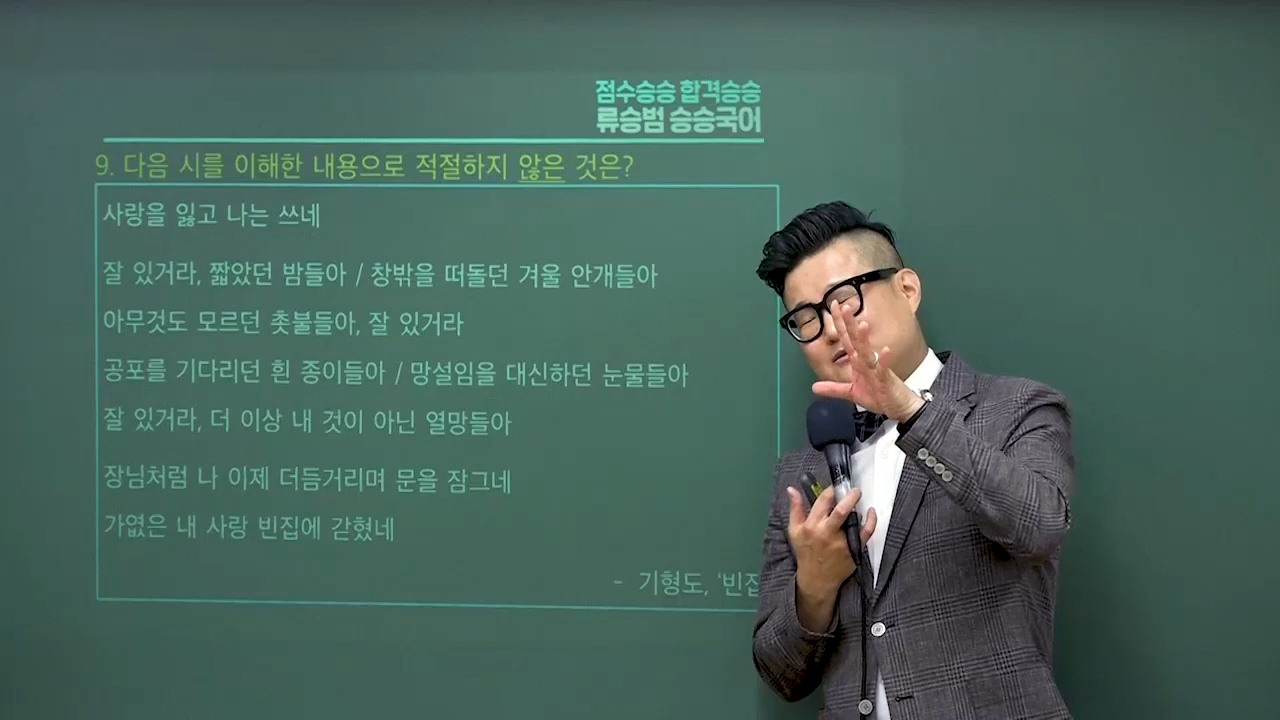 점수승승 합격승승
류승범 승승국어
9. 다음 시를 이해한 내용으로 적절하지 않은 것은?
사랑을 잃고 나는 쓰네
잘 있거라, 짧았던 밤들아 / 창밖을 떠돌던 겨울 안개들아
아무것도 모르던 촛불들아, 잘 있거라
공포를 기다리던 흰 종이들아 / 망설임을 대신하던 눈물들아
잘 있거라, 더 이상 내 것이 아닌 열망들아
장님처럼 나 이제 더듬거리며 문을 잠그네
가엾은 내 사랑 빈집에 갇혔네
- 기형도, ‘빈집